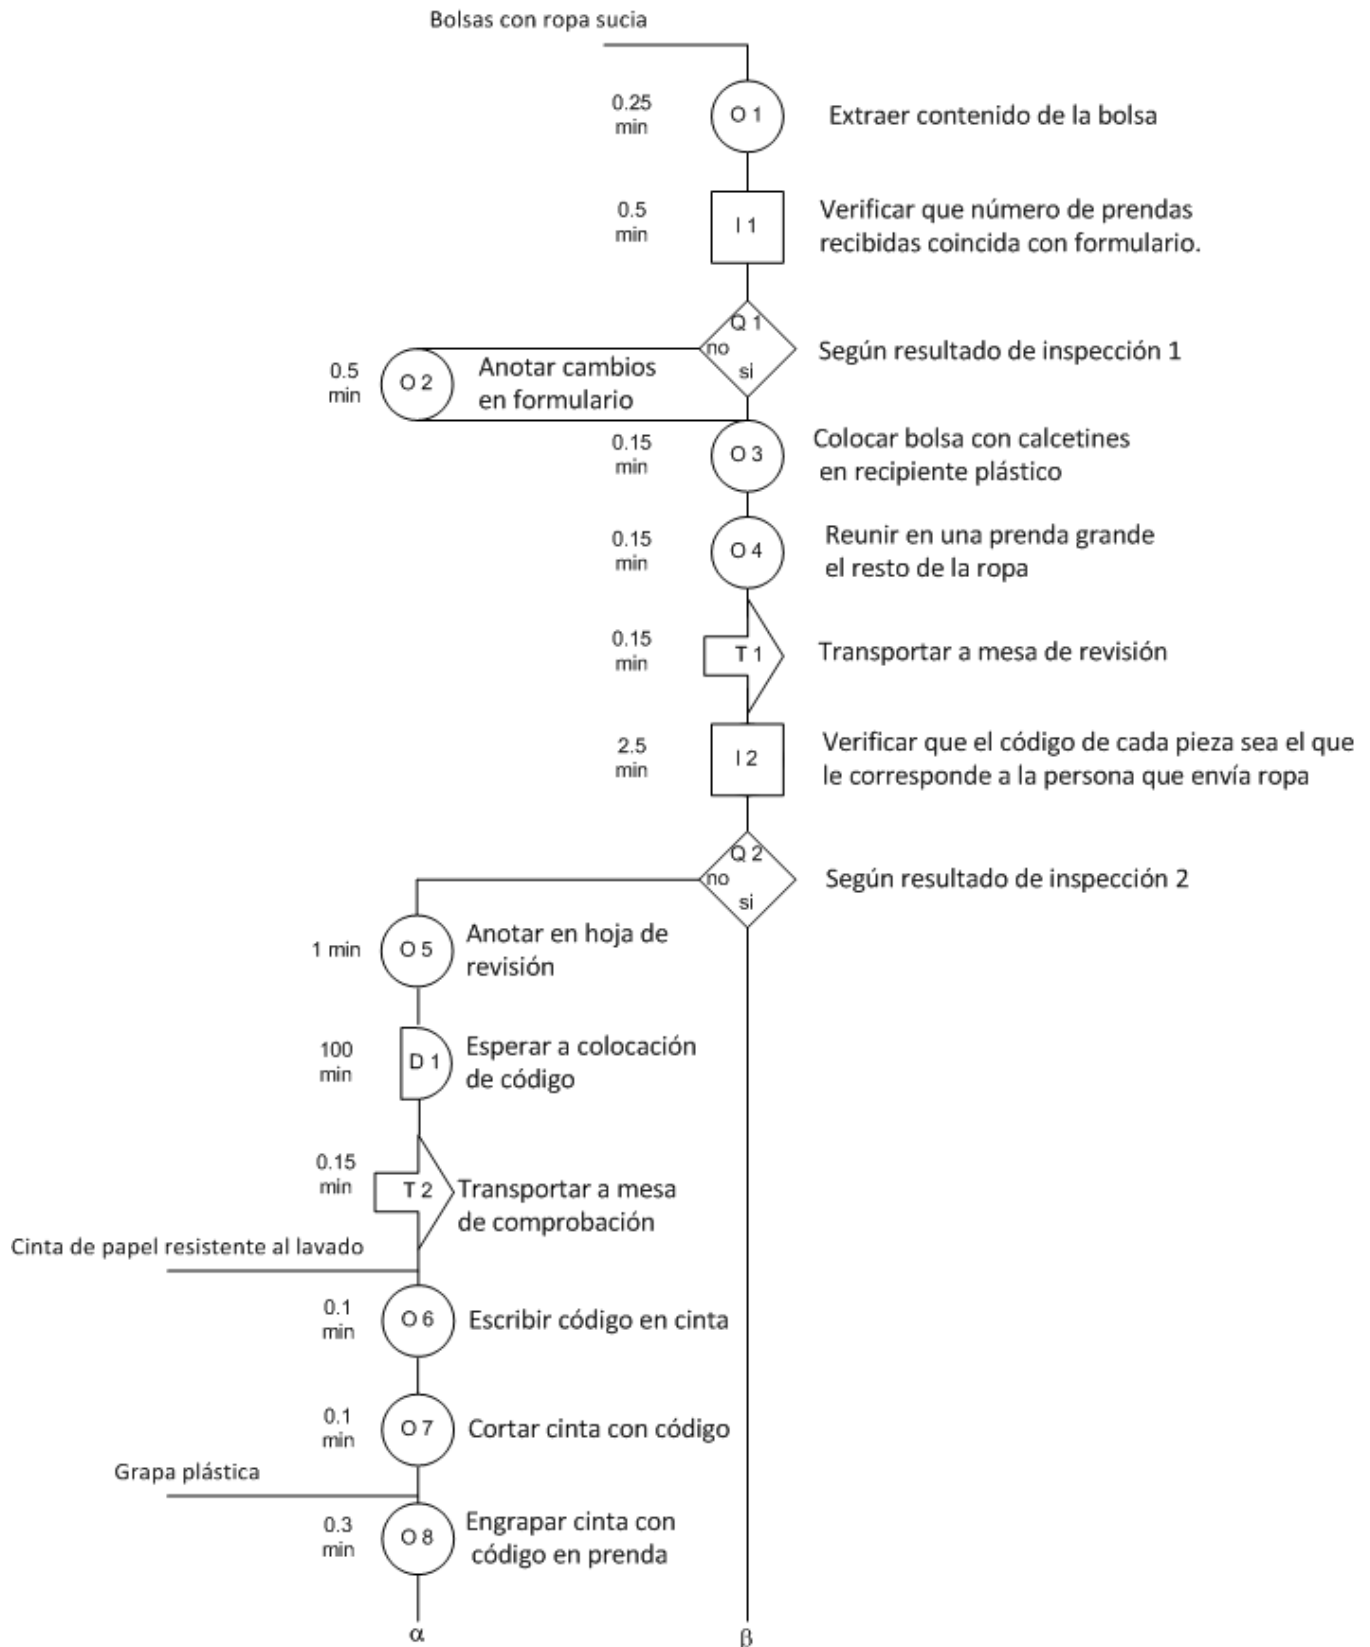 Bolsas con ropa sucia
0.25
min
O 1
Extraer contenido de la bolsa
0.5
min
I 1
Verificar que número de prendas
recibidas coincida con formulario.
Q 1
no
si
Según resultado de inspección 1
0.5
min
O 2
Anotar cambios
en formulario
0.15
min
O 3
Colocar bolsa con calcetines
en recipiente plástico
0.15
min
O 4
Reunir en una prenda grande
el resto de la ropa
0.15
min
T 1
Transportar a mesa de revisión
2.5
min
I 2
Verificar que el código de cada pieza sea el que
le corresponde a la persona que envía ropa
Q 2
no
si
Según resultado de inspección 2
1 min
O 5
Anotar en hoja de
revisión
100
min
D 1
Esperar a colocación
de código
0.15
min
T 2
Transportar a mesa
de comprobación
Cinta de papel resistente al lavado
0.1
min
O 6
Escribir código en cinta
0.1
min
O 7
Cortar cinta con código
Grapa plástica
0.3
min
O 8
Engrapar cinta con
código en prenda
α
β